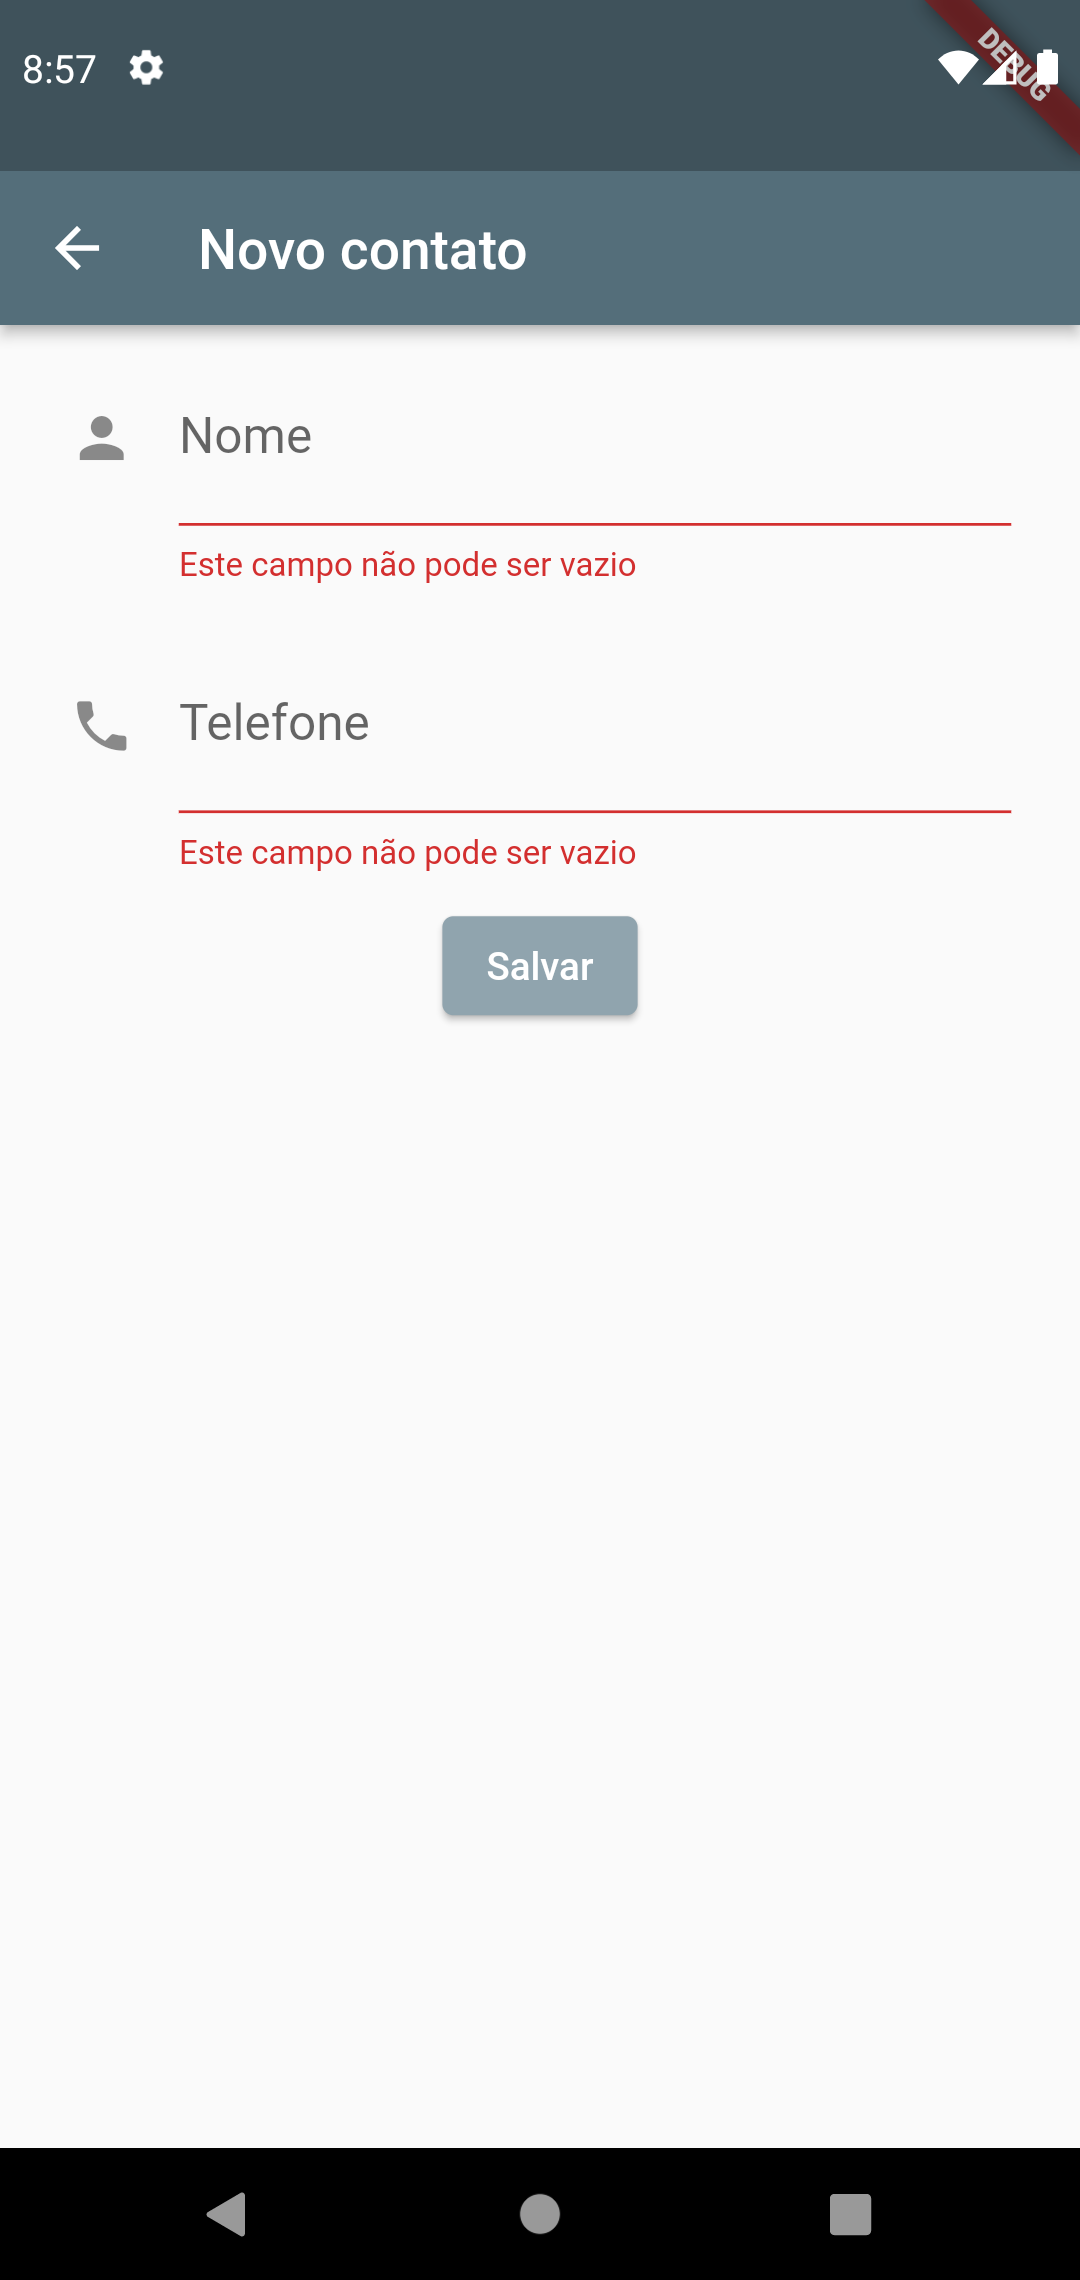 8:57
DEBUG
Novo contato
Nome
Este campo não pode ser vazio
Telefone
Este campo não pode ser vazio
Salvar